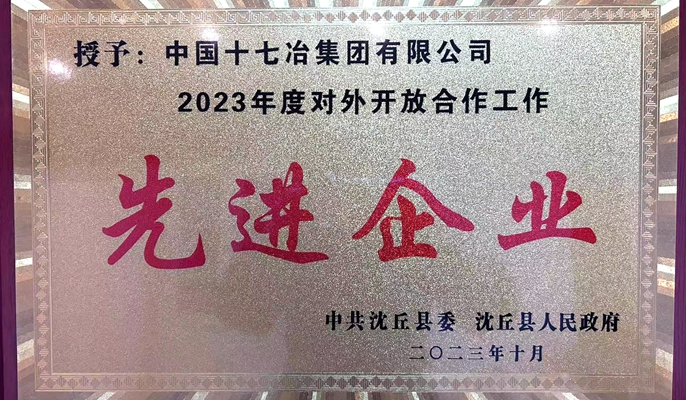 授予：中国十七冶集团有限公司
2023年度对外开放合作工作
先进企业
中共沈丘县委 沈丘县人民政府
二〇二三年十月